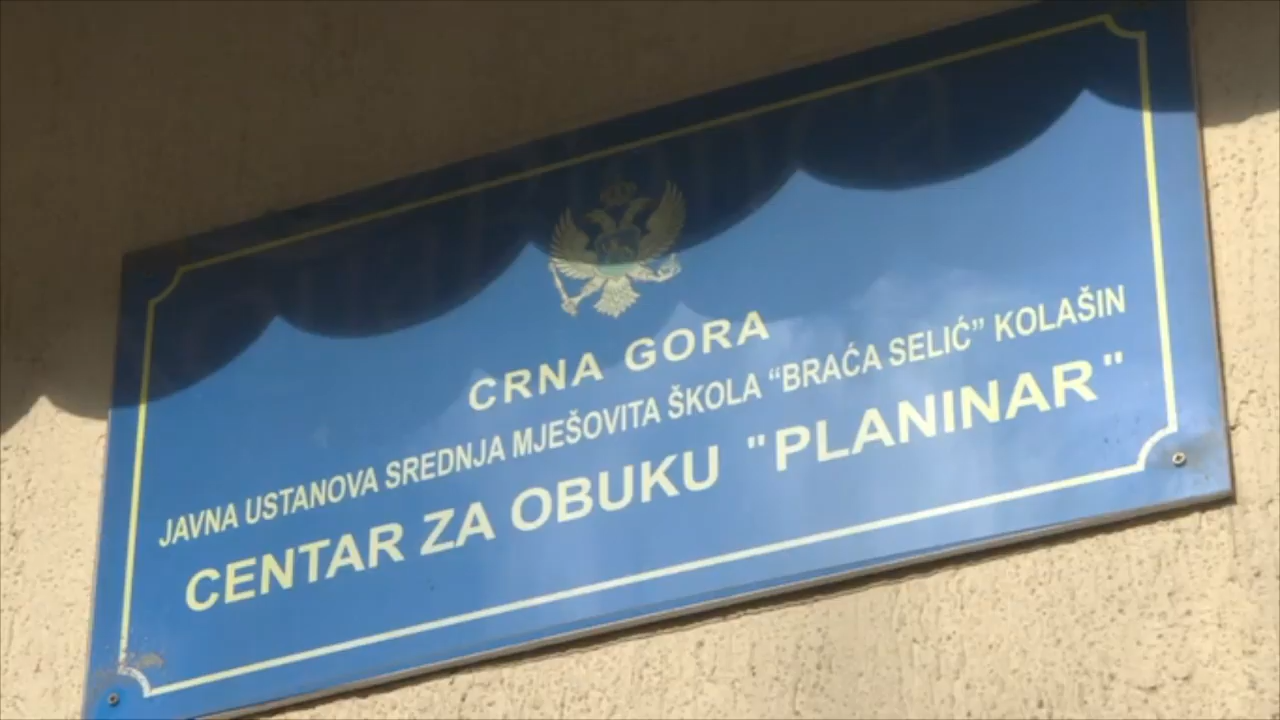 CRNA GORA
JAVNA USTANOVA SREDNJA MJEŠOVITA ŠKOLA “BRAĆA SELIĆ” KOLAŠIN
CENTAR ZA OBUKU "PLANINAR"